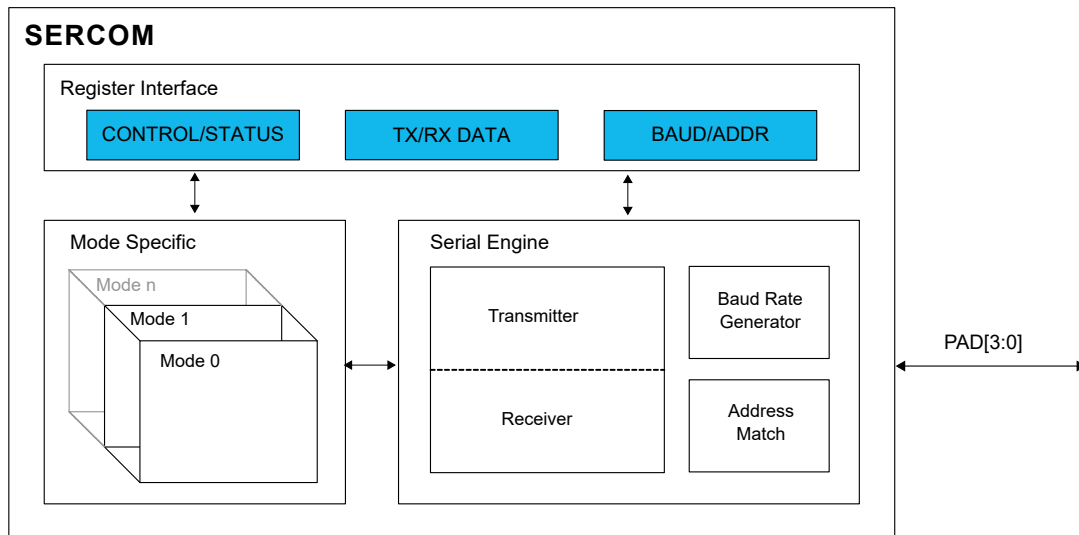 SERCOM
Register Interface
CONTROL/STATUS
TX/RX DATA
BAUD/ADDR
Mode Specific
Mode n
Mode 1
Mode 0
Serial Engine
Transmitter
Receiver
Baud Rate
Generator
Address
Match
PAD[3:0]